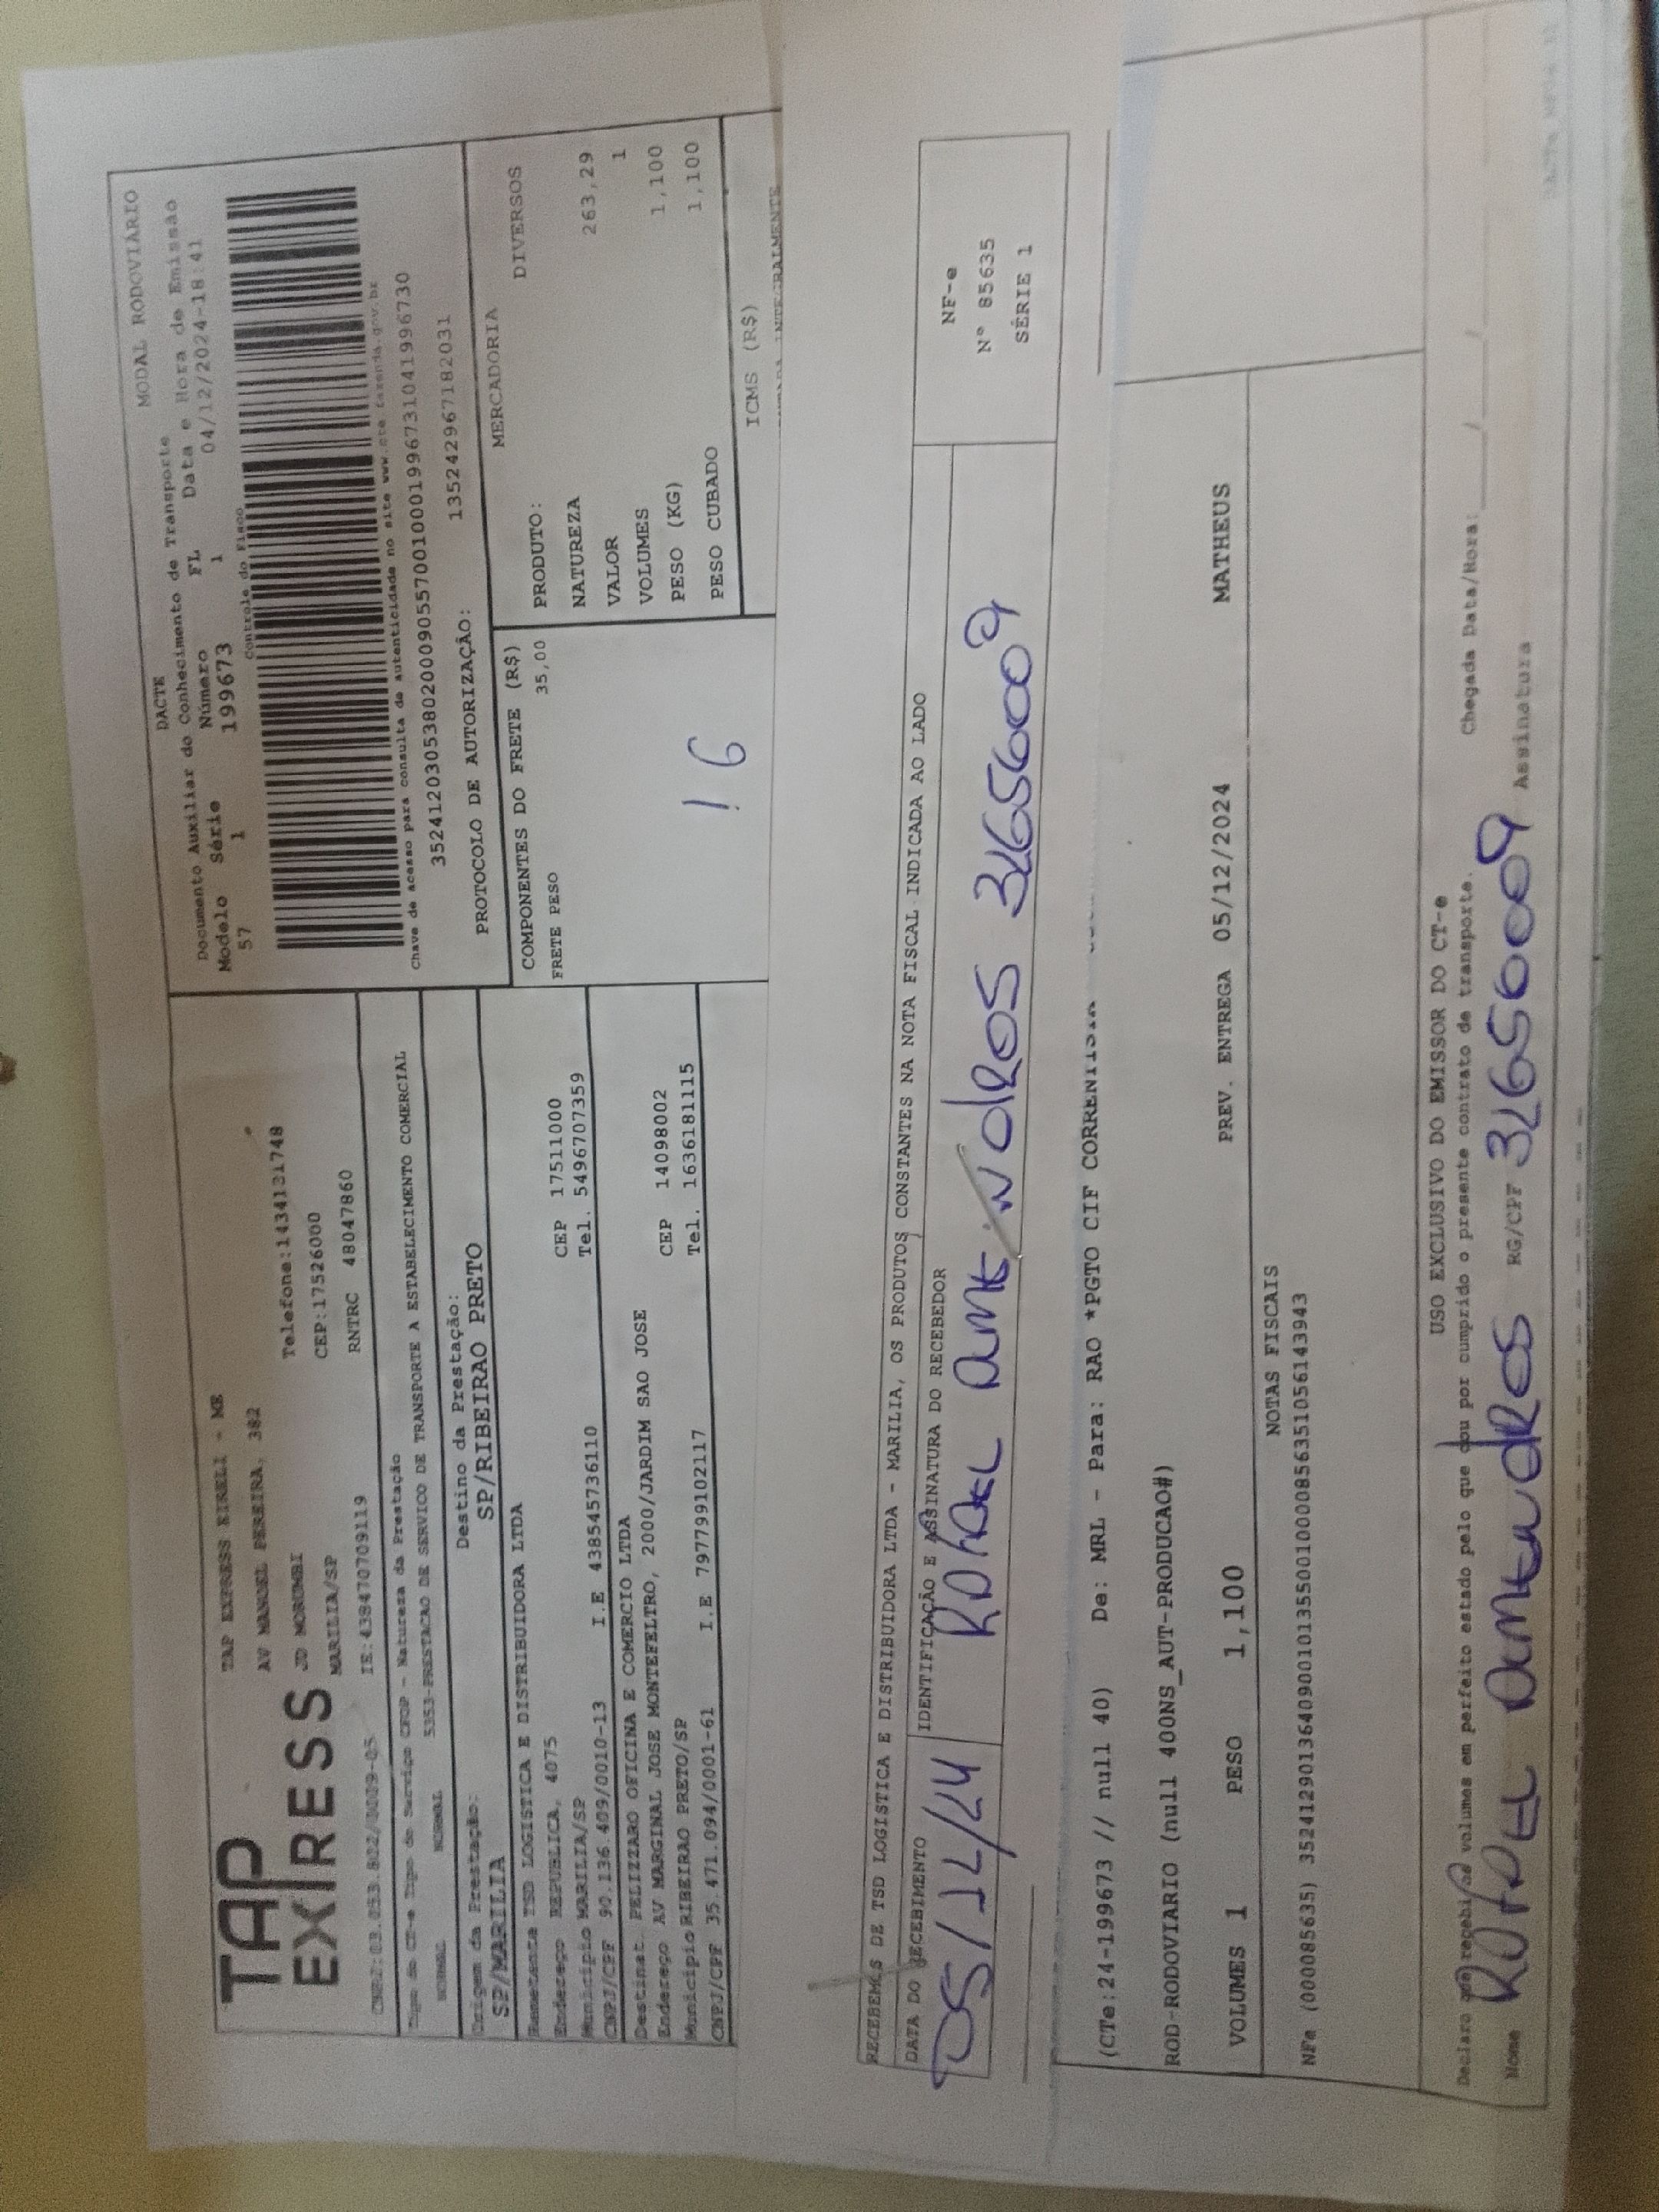 TAP
EXPRESS
TAP EXPRESS EIRELI - ME
AV MANOEL PEREIRA, 382
JD MORUMBI
Telefone:1434131748
MARILIA/SP
CEP:17526000
IE:438470709119
RNTRC 48047860
DACTE
MODAL RODOVIÁRIO
Documento Auxiliar do Conhecimento de Transporte
Modelo Série Número FL Data e Hora de Emissão
57 1 199673 1 04/12/2024-18:41
Controle do Fisco
Chave de acesso para consulta de autenticidade no site www.cte.fazenda.gov.br
PROTOCOLO DE AUTORIZAÇÃO:
135242967182031
Tipo do CT-e Tipo de Serviço CFOP - Natureza da Prestação
NORMAL NORMAL 5353-PRESTACAO DE SERVICO DE TRANSPORTE A ESTABELECIMENTO COMERCIAL
Origem da Prestação:
SP/MARILIA
Destino da Prestação:
SP/RIBEIRAO PRETO
Remetente TSD LOGISTICA E DISTRIBUIDORA LTDA
Endereço REPUBLICA, 4075
CEP 17511000
Município MARILIA/SP
Tel. 5496707359
CNPJ/CPF 90.136.409/0010-13 I.E 438545736110
Destinat. PELIZZARO OFICINA E COMERCIO LTDA
Endereço AV MARGINAL JOSE MONTEFELTRO, 2000/JARDIM SAO JOSE
CEP 14098002
Município RIBEIRAO PRETO/SP
Tel. 1636181115
CNPJ/CPF 35.471.094/0001-61 I.E 797799102117
COMPONENTES DO FRETE (R$)
FRETE PESO 35,00
16
MERCADORIA
PRODUTO: DIVERSOS
NATUREZA
VALOR 263,29
VOLUMES 1
PESO (KG) 1,100
PESO CUBADO 1,100
ICMS (R$)
RECEBEMOS DE TSD LOGISTICA E DISTRIBUIDORA LTDA - MARILIA, OS PRODUTOS CONSTANTES NA NOTA FISCAL INDICADA AO LADO
DATA DO RECEBIMENTO
05/12/24
IDENTIFICAÇÃO E ASSINATURA DO RECEBEDOR
32656009
NF-e
N° 85635
SÉRIE 1
(CTe:24-199673 // null 40) De: MRL - Para: RAO *PGTO CIF
ROD-RODOVIARIO (null 400NS_AUT-PRODUCAO#)
VOLUMES 1 PESO 1,100 PREV. ENTREGA 05/12/2024 MATHEUS
NOTAS FISCAIS
NFe (000085635) 35241290136409001013550010000856351056143943
USO EXCLUSIVO DO EMISSOR DO CT-e
Declaro que recebi os volumes em perfeito estado pelo que dou por cumprido o presente contrato de transporte. Chegada Data/Hora:____/____/____
Nome RG/CPF 32656009 Assinatura